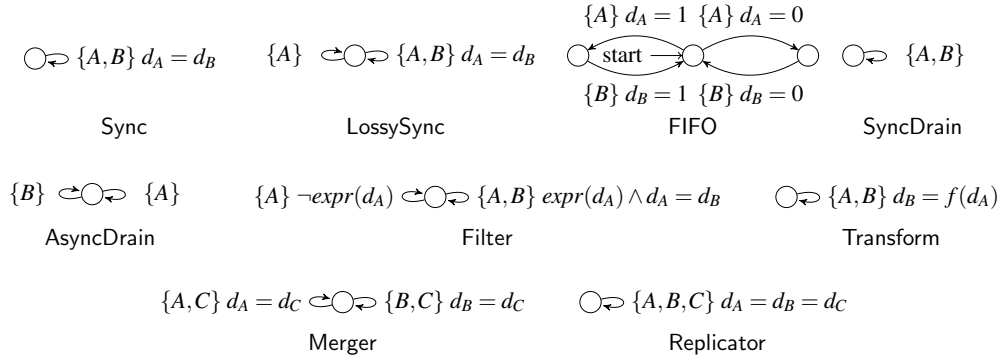 {A} d_A = 1 {A} d_A = 0
{A,B} d_A = d_B {A} {A,B} d_A = d_B start {A,B}
{B} d_B = 1 {B} d_B = 0
Sync LossySync FIFO SyncDrain
{B} {A} {A} ¬expr(d_A) {A,B} expr(d_A) ∧ d_A = d_B {A,B} d_B = f(d_A)
AsyncDrain Filter Transform
{A,C} d_A = d_C {B,C} d_B = d_C {A,B,C} d_A = d_B = d_C
Merger Replicator